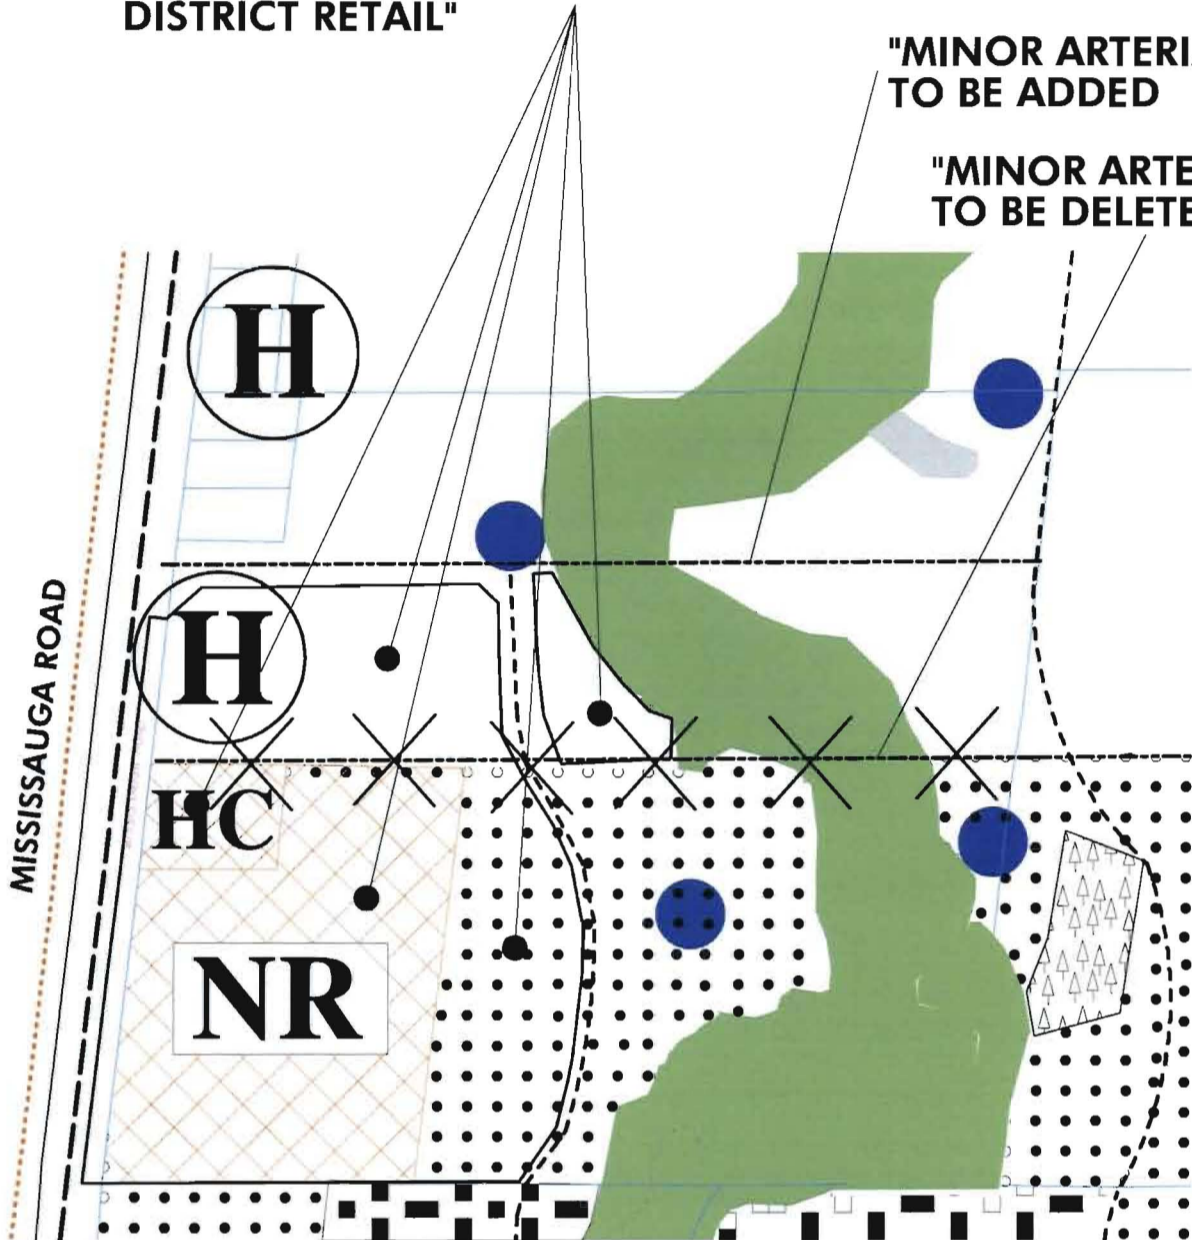 DISTRICT RETAIL"
"MINOR ARTERI
TO BE ADDED
"MINOR ARTE
TO BE DELETE
H
MISSISSAUGA ROAD
H
HC
NR